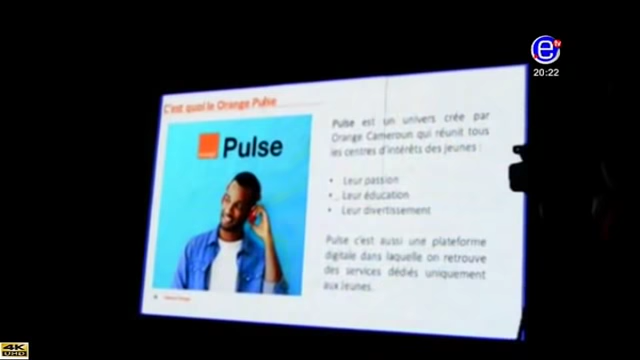 e tv
20:22
C'est quoi le Orange Pulse
Pulse
Pulse est un univers crée par
Orange Cameroun qui réunit tous
les centres d'intérêts des jeunes :
• Leur passion
• Leur éducation
• Leur divertissement
Pulse c'est aussi une plateforme
digitale dans laquelle on retrouve
des services dédiés uniquement
aux jeunes.
4K
UHD